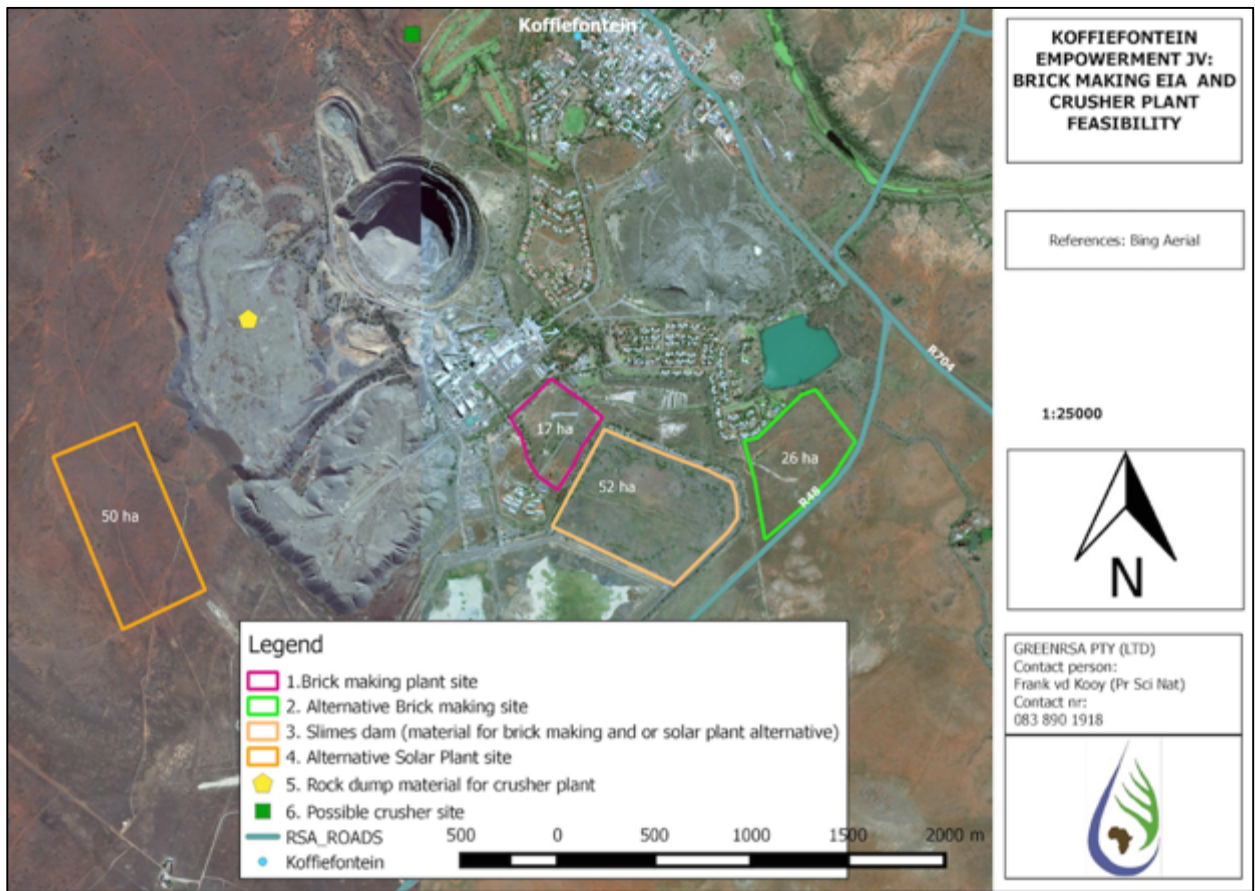 Koffiefontein
R704
17 ha
26 ha
52 ha
50 ha
R48
Legend
1.Brick making plant site
2. Alternative Brick making site
3. Slimes dam (material for brick making and or solar plant alternative)
4. Alternative Solar Plant site
5. Rock dump material for crusher plant
6. Possible crusher site
RSA_ROADS
Koffiefontein
500 0 500 1000 1500 2000 m
KOFFIEFONTEIN
EMPOWERMENT JV:
BRICK MAKING EIA AND
CRUSHER PLANT
FEASIBILITY
References: Bing Aerial
1:25000
N
GREENRSA PTY (LTD)
Contact person:
Frank vd Kooy (Pr Sci Nat)
Contact nr:
083 890 1918